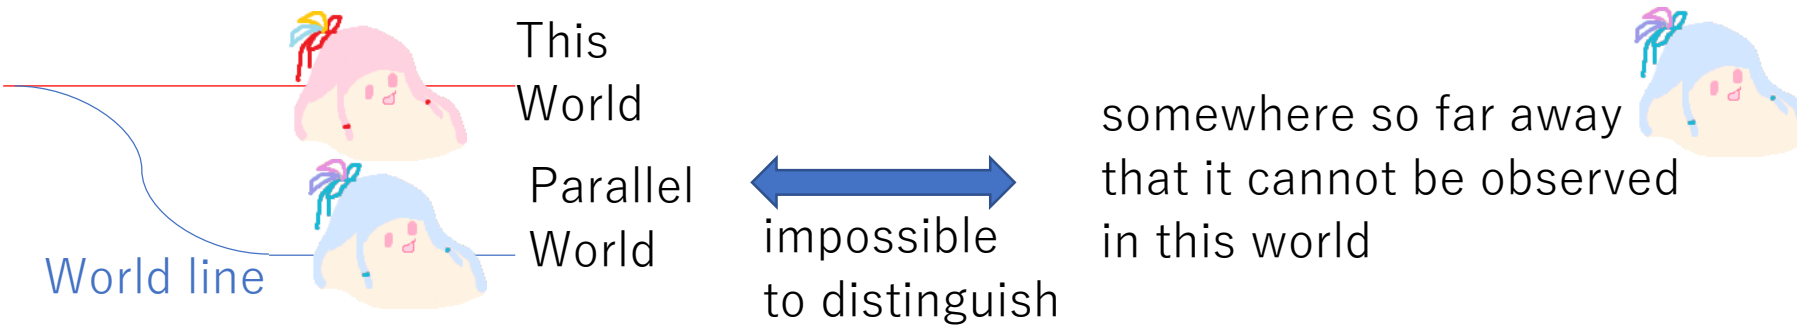 This
World
Parallel
World
World line
impossible
to distinguish
somewhere so far away
that it cannot be observed
in this world